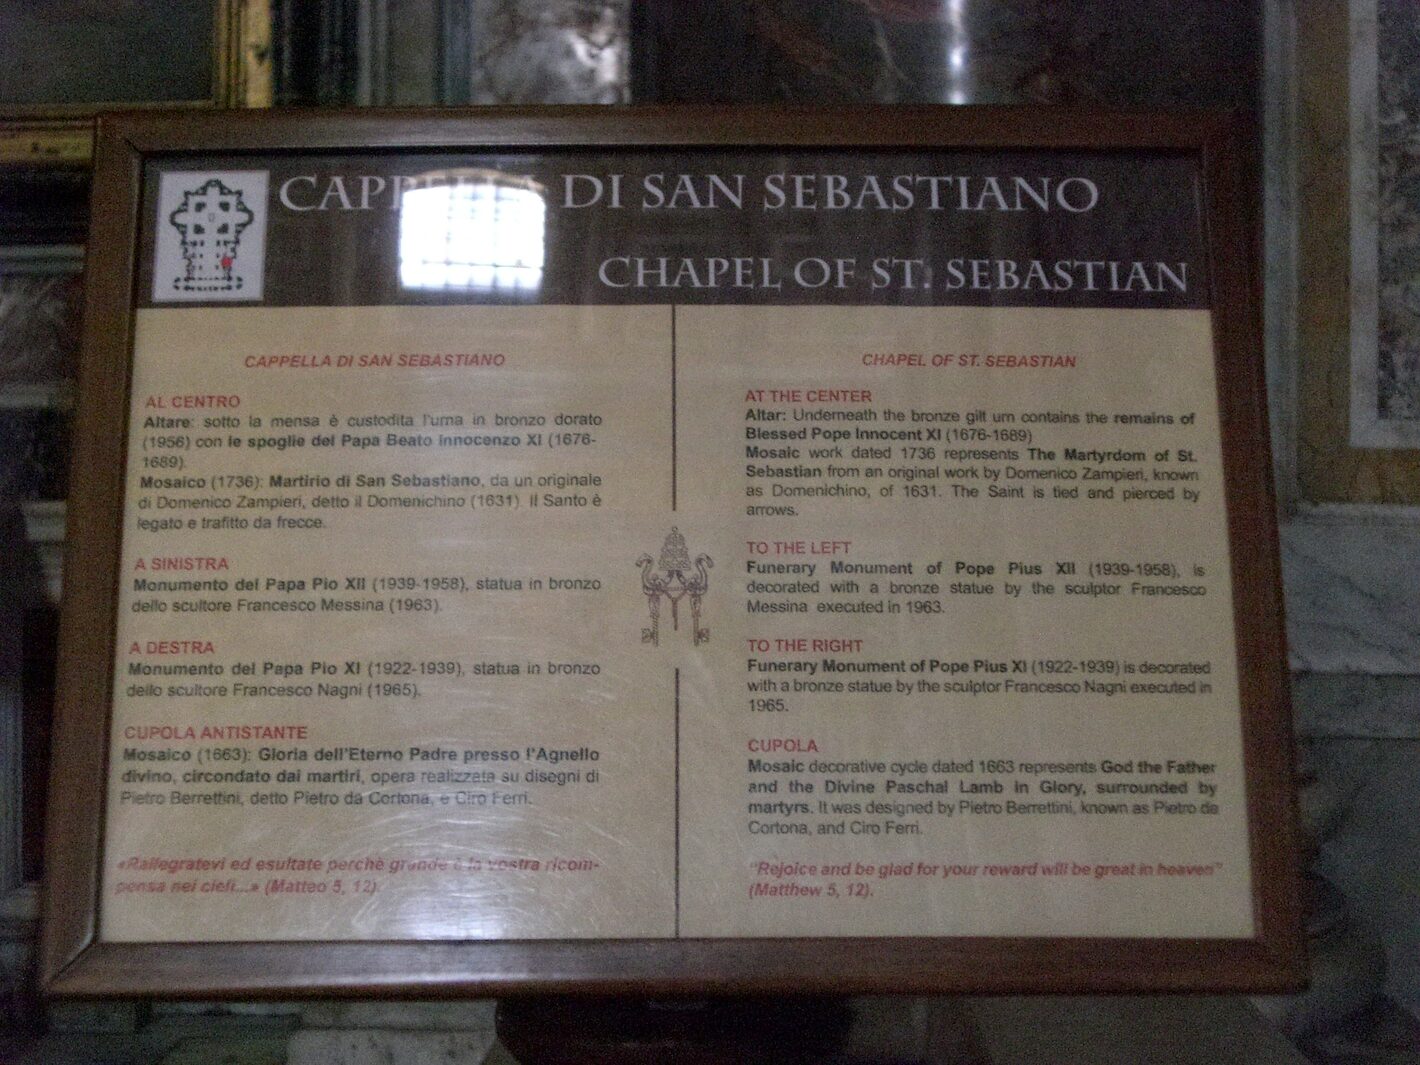 CAPPELLA DI SAN SEBASTIANO
CHAPEL OF ST. SEBASTIAN
CAPPELLA DI SAN SEBASTIANO
AL CENTRO
Altare: sotto la mensa è custodita l'urna in bronzo dorato
(1956) con le spoglie del Papa Beato Innocenzo XI (1676-
1689).
Mosaico (1736): Martirio di San Sebastiano, da un originale
di Domenico Zampieri, detto il Domenichino (1631). Il Santo è
legato e trafitto da frecce.
A SINISTRA
Monumento del Papa Pio XII (1939-1958), statua in bronzo
dello scultore Francesco Messina (1963).
A DESTRA
Monumento del Papa Pio XI (1922-1939), statua in bronzo
dello scultore Francesco Nagni (1965).
CUPOLA ANTISTANTE
Mosaico (1663): Gloria dell'Eterno Padre presso l'Agnello
divino, circondato dai martiri, opera realizzata su disegni di
Pietro Berrettini, detto Pietro da Cortona, e Ciro Ferri.
«Rallegratevi ed esultate perchè grande è la vostra ricom-
pensa nei cieli...» (Matteo 5, 12).
CHAPEL OF ST. SEBASTIAN
AT THE CENTER
Altar: Underneath the bronze gilt urn contains the remains of
Blessed Pope Innocent XI (1676-1689)
Mosaic work dated 1736 represents The Martyrdom of St.
Sebastian from an original work by Domenico Zampieri, known
as Domenichino, of 1631. The Saint is tied and pierced by
arrows.
TO THE LEFT
Funerary Monument of Pope Pius XII (1939-1958), is
decorated with a bronze statue by the sculptor Francesco
Messina executed in 1963.
TO THE RIGHT
Funerary Monument of Pope Pius XI (1922-1939) is decorated
with a bronze statue by the sculptor Francesco Nagni executed in
1965.
CUPOLA
Mosaic decorative cycle dated 1663 represents God the Father
and the Divine Paschal Lamb in Glory, surrounded by
martyrs. It was designed by Pietro Berrettini, known as Pietro da
Cortona, and Ciro Ferri.
"Rejoice and be glad for your reward will be great in heaven"
(Matthew 5, 12).